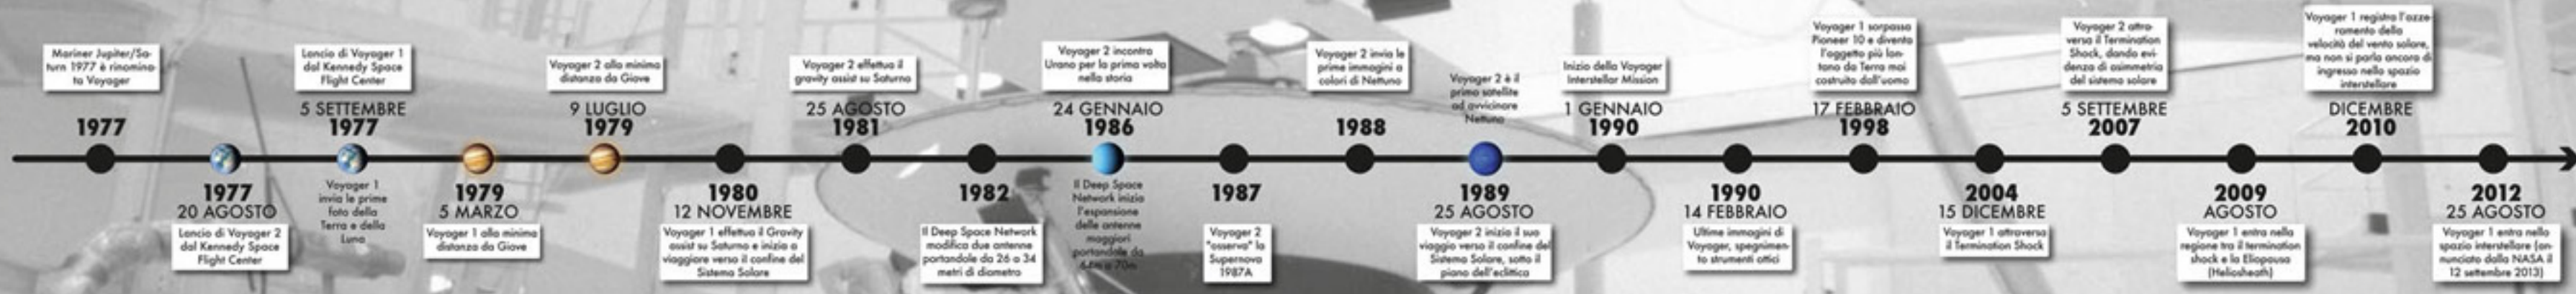 Mariner Jupiter/Sa-
turn 1977 è rinomina-
to Voyager
1977
1977
20 AGOSTO
Lancio di Voyager 2
dal Kennedy Space
Flight Center
Lancio di Voyager 1
dal Kennedy Space
Flight Center
5 SETTEMBRE
1977
Voyager 1
invia le prime
foto della
Terra e della
Luna
1979
5 MARZO
Voyager 1 alla minima
distanza da Giove
Voyager 2 alla minima
distanza da Giove
9 LUGLIO
1979
1980
12 NOVEMBRE
Voyager 1 effettua il Gravity
assist su Saturno e inizia a
viaggiare verso il confine del
Sistema Solare
Voyager 2 effettua il
gravity assist su Saturno
25 AGOSTO
1981
1982
Il Deep Space Network
modifica due antenne
portandole da 26 a 34
metri di diametro
Voyager 2 incontra
Urano per la prima volta
nella storia
24 GENNAIO
1986
Il Deep Space
Network inizia
l'espansione
delle antenne
maggiori
portandole da
64m a 70m
1987
Voyager 2
"osserva" la
Supernova
1987A
Voyager 2 invia le
prime immagini a
colori di Nettuno
1988
Voyager 2 è il
primo satellite
ad avvicinare
Nettuno
1989
25 AGOSTO
Voyager 2 inizia il suo
viaggio verso il confine del
Sistema Solare, sotto il
piano dell'eclittica
Inizio della Voyager
Interstellar Mission
1 GENNAIO
1990
1990
14 FEBBRAIO
Ultime immagini di
Voyager, spegnimen-
to strumenti ottici
Voyager 1 sorpassa
Pioneer 10 e diventa
l'oggetto più lon-
tano da Terra mai
costruito dall'uomo
17 FEBBRAIO
1998
2004
15 DICEMBRE
Voyager 1 attraversa
il Termination Shock
Voyager 2 attra-
versa il Termination
Shock, dando evi-
denza di asimmetria
del sistema solare
5 SETTEMBRE
2007
2009
AGOSTO
Voyager 1 entra nella
regione tra il termination
shock e la Eliopausa
(Heliosheath)
Voyager 1 registra l'azze-
ramento della
velocità del vento solare,
ma non si parla ancora di
ingresso nello spazio
interstellare
DICEMBRE
2010
2012
25 AGOSTO
Voyager 1 entra nello
spazio interstellare (an-
nunciato dalla NASA il
12 settembre 2013)